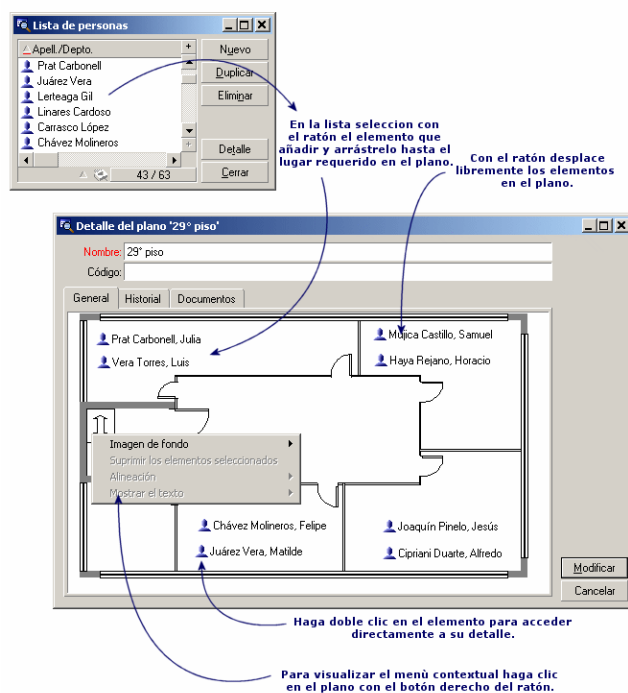 Lista de personas
Apell./Depto.
Prat Carbonell
Juárez Vera
Lerteaga Gil
Linares Cardoso
Carrasco López
Chávez Molineros
43 / 63
Nuevo
Duplicar
Eliminar
Detalle
Cerrar
En la lista seleccion con
el ratón el elemento que
añadir y arrástrelo hasta el
lugar requerido en el plano.
Con el ratón desplace
libremente los elementos
en el plano.
Detalle del plano '29° piso'
Nombre: 29° piso
Código:
General Historial Documentos
Prat Carbonell, Julia
Vera Torres, Luis
Mujica Castillo, Samuel
Haya Rejano, Horacio
Imagen de fondo
Suprimir los elementos seleccionados
Alineación
Mostrar el texto
Chávez Molineros, Felipe
Juárez Vera, Matilde
Joaquín Pinelo, Jesús
Cipriani Duarte, Alfredo
Modificar
Cancelar
Haga doble clic en el elemento para acceder
directamente a su detalle.
Para visualizar el menù contextual haga clic
en el plano con el botón derecho del ratón.